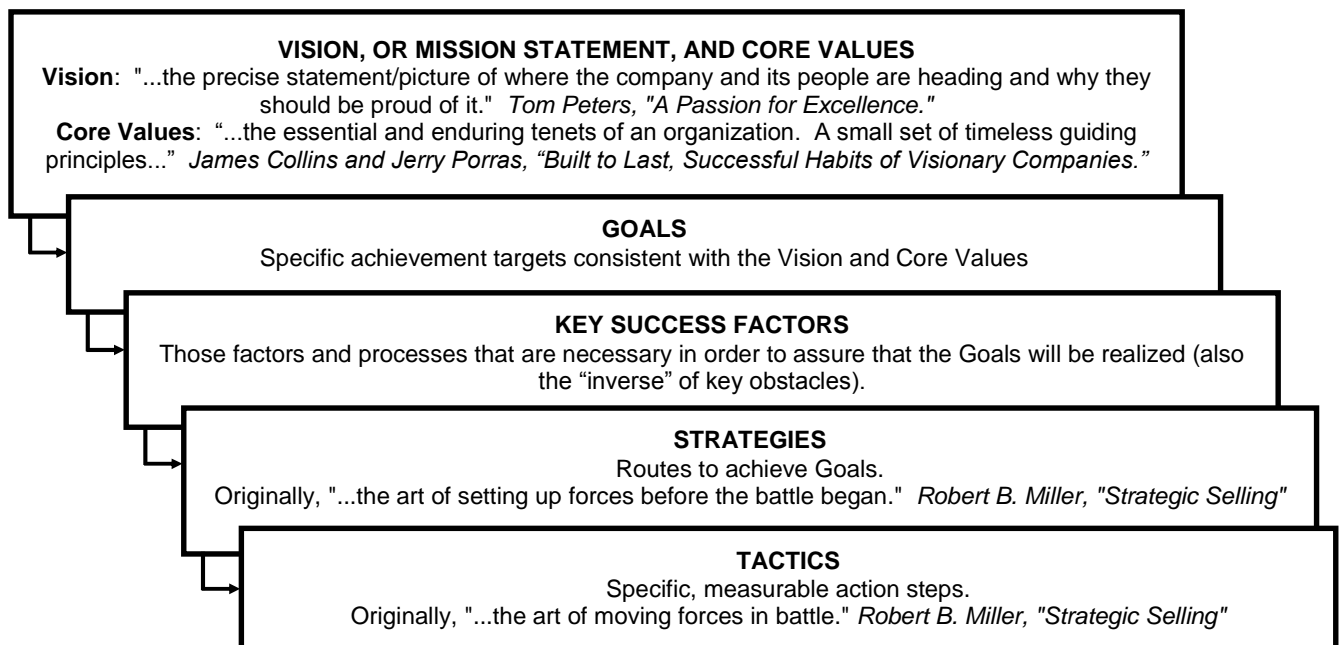 VISION, OR MISSION STATEMENT, AND CORE VALUES
Vision: "...the precise statement/picture of where the company and its people are heading and why they
should be proud of it." Tom Peters, "A Passion for Excellence."
Core Values: “...the essential and enduring tenets of an organization. A small set of timeless guiding
principles...” James Collins and Jerry Porras, “Built to Last, Successful Habits of Visionary Companies.”
GOALS
Specific achievement targets consistent with the Vision and Core Values
KEY SUCCESS FACTORS
Those factors and processes that are necessary in order to assure that the Goals will be realized (also
the “inverse” of key obstacles).
STRATEGIES
Routes to achieve Goals.
Originally, "...the art of setting up forces before the battle began." Robert B. Miller, "Strategic Selling"
TACTICS
Specific, measurable action steps.
Originally, "...the art of moving forces in battle." Robert B. Miller, "Strategic Selling"